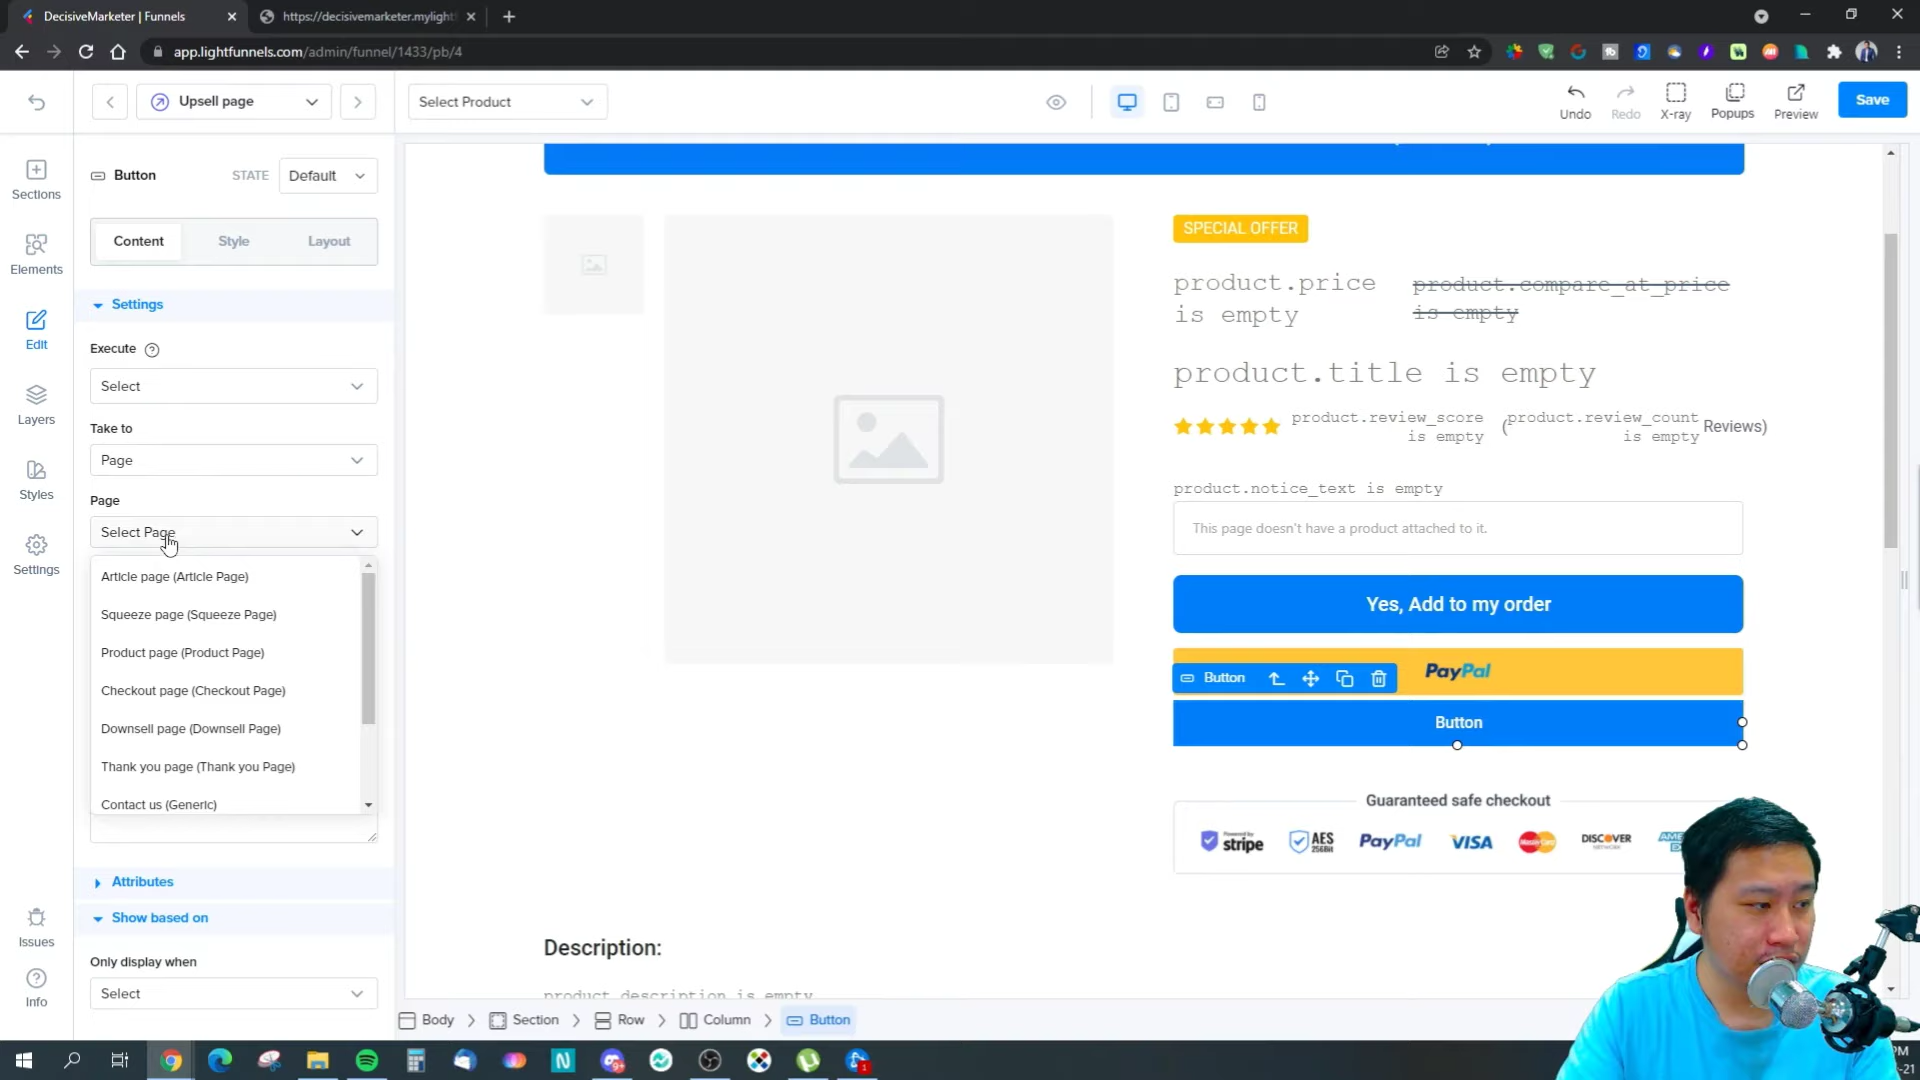 DecisiveMarketer | Funnels
https://decisivemarketer.mylight
app.lightfunnels.com/admin/funnel/1433/pb/4
Upsell page
Select Product
Undo
Redo
X-ray
Popups
Preview
Save
Sections
Elements
Edit
Layers
Styles
Settings
Issues
Info
Button
STATE
Default
Content
Style
Layout
Settings
Execute
Select
Take to
Page
Page
Select Page
Article page (Article Page)
Squeeze page (Squeeze Page)
Product page (Product Page)
Checkout page (Checkout Page)
Downsell page (Downsell Page)
Thank you page (Thank you Page)
Contact us (Generic)
Attributes
Show based on
Only display when
Select
SPECIAL OFFER
product.price
is empty
product.compare_at_price
is empty
product.title is empty
product.review_score
is empty
(product.review_count
is empty
Reviews)
product.notice_text is empty
This page doesn't have a product attached to it.
Yes, Add to my order
PayPal
Button
Button
Guaranteed safe checkout
Powered by
stripe
AES
256Bit
PayPal
VISA
MasterCard
DISCOVER
NETWORK
Description:
product.description is empty
Body
Section
Row
Column
Button